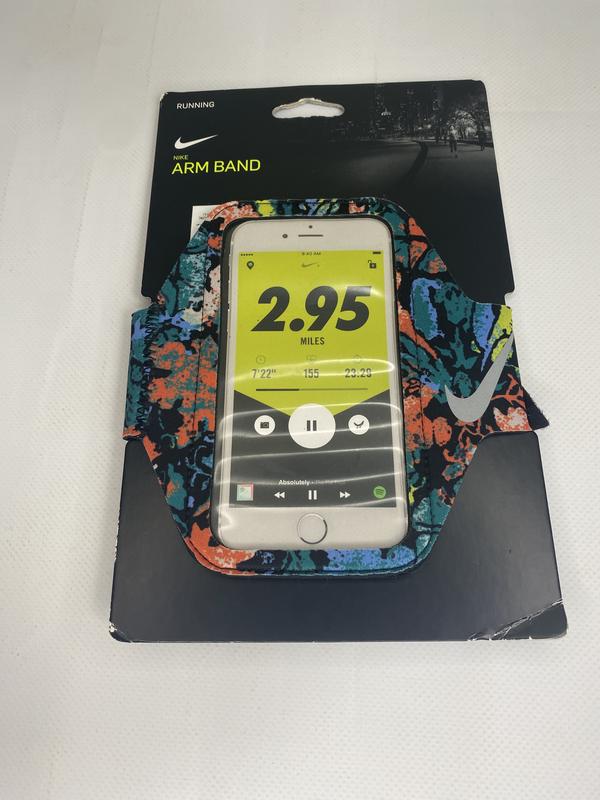 RUNNING
NIKE
ARM BAND
9:40 AM
2.95
MILES
7'22"
155
23:29
Absolutely